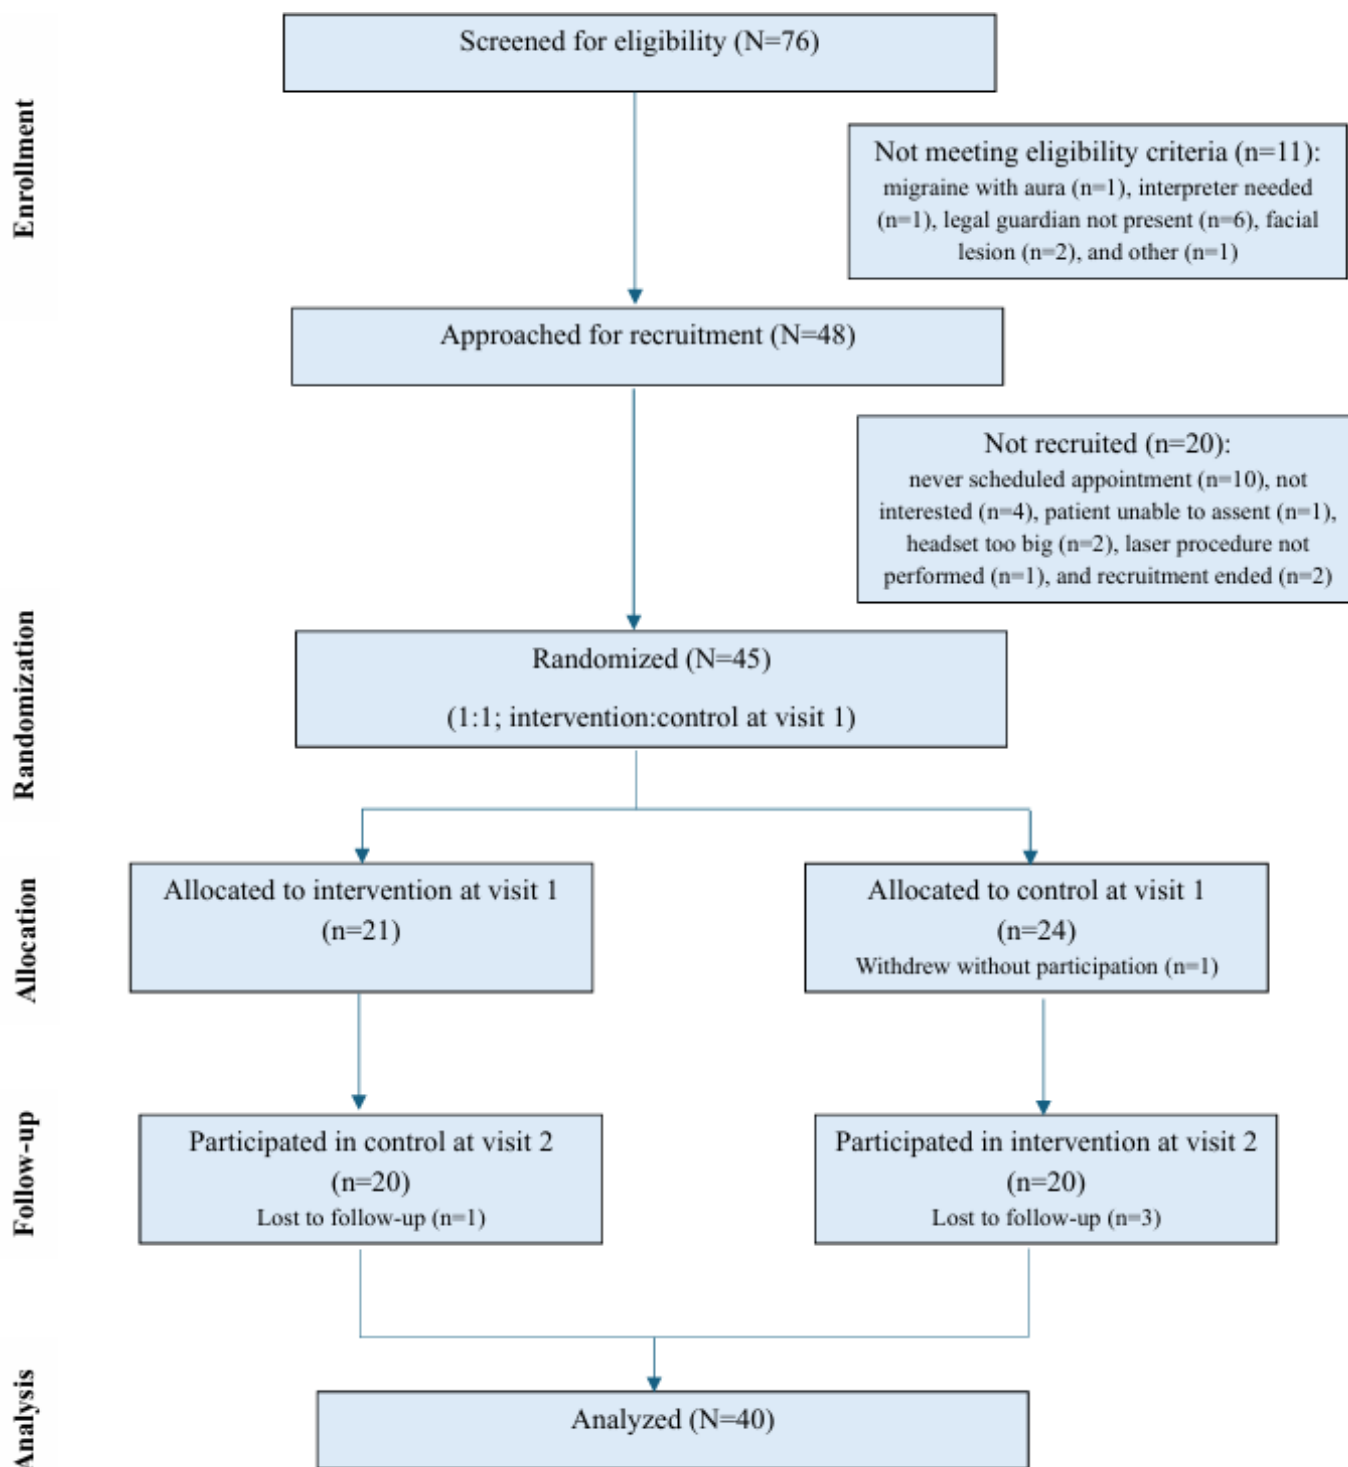 Screened for eligibility (N=76)
Enrollment
Not meeting eligibility criteria (n=11):
migraine with aura (n=1), interpreter needed
(n=1), legal guardian not present (n=6), facial
lesion (n=2), and other (n=1)
Approached for recruitment (N=48)
Not recruited (n=20):
never scheduled appointment (n=10), not
interested (n=4), patient unable to assent (n=1),
headset too big (n=2), laser procedure not
performed (n=1), and recruitment ended (n=2)
Randomization
Randomized (N=45)
(1:1; intervention:control at visit 1)
Allocation
Allocated to intervention at visit 1
(n=21)
Allocated to control at visit 1
(n=24)
Withdrew without participation (n=1)
Follow-up
Participated in control at visit 2
(n=20)
Lost to follow-up (n=1)
Participated in intervention at visit 2
(n=20)
Lost to follow-up (n=3)
Analysis
Analyzed (N=40)